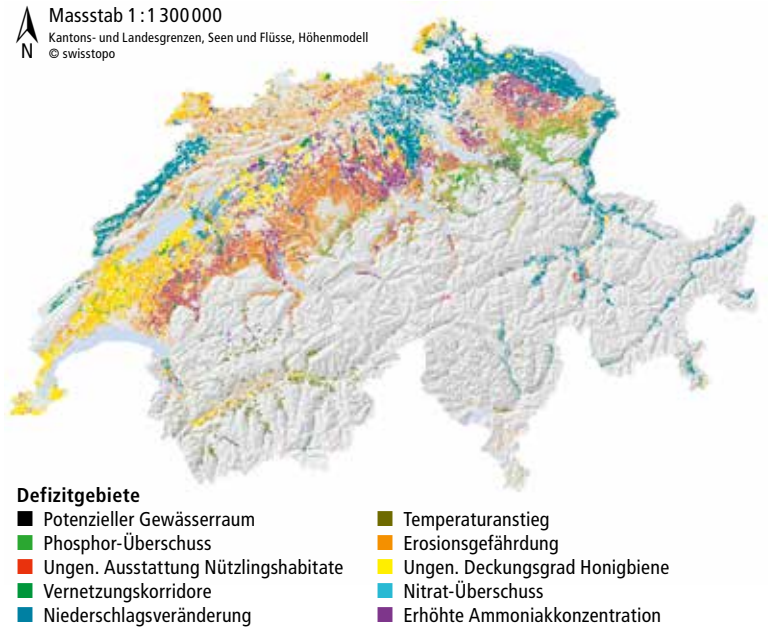 Massstab 1:1 300 000
Kantons- und Landesgrenzen, Seen und Flüsse, Höhenmodell
© swisstopo
N
Defizitgebiete
Potenzieller Gewässerraum
Phosphor-Überschuss
Ungen. Ausstattung Nützlingshabitate
Vernetzungskorridore
Niederschlagsveränderung
Temperaturanstieg
Erosionsgefährdung
Ungen. Deckungsgrad Honigbiene
Nitrat-Überschuss
Erhöhte Ammoniakkonzentration